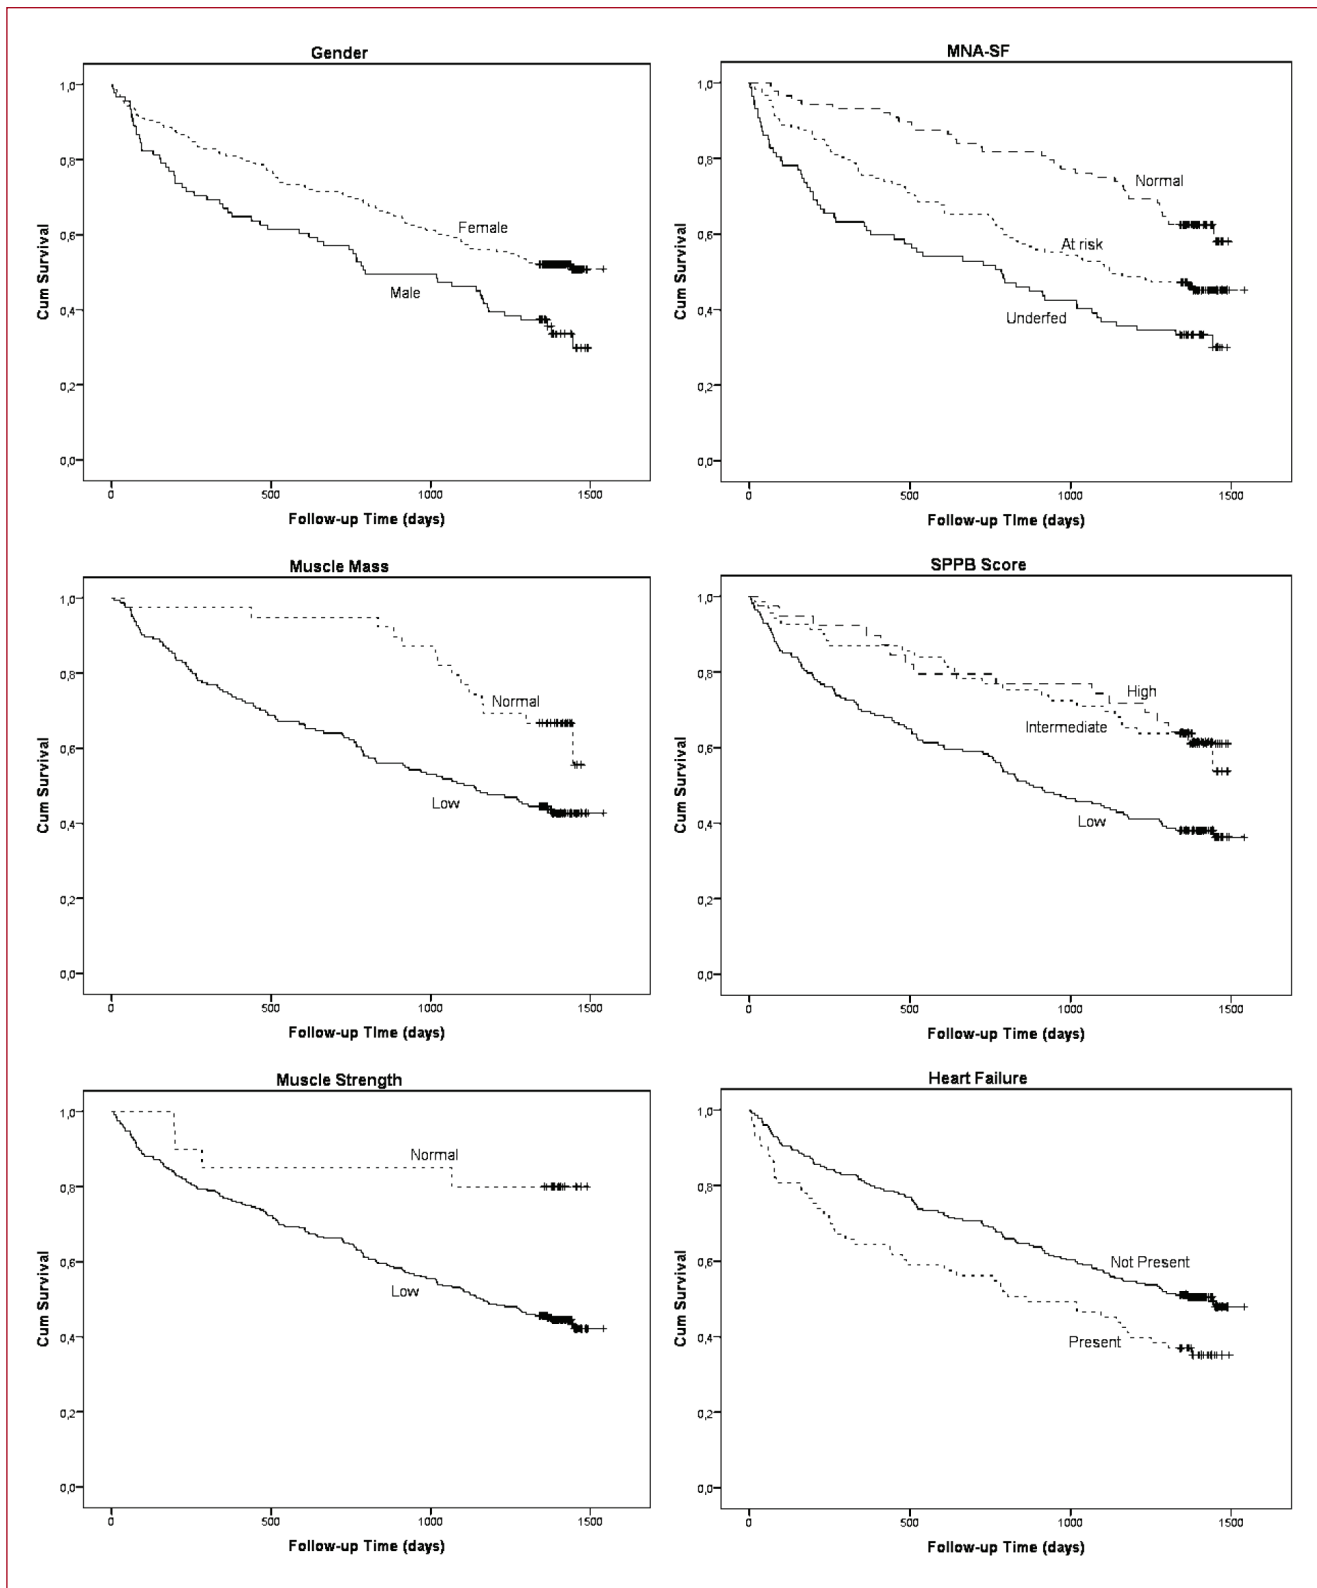 Gender
1,0
0,8
0,6
0,4
0,2
0,0
Cum Survival
Female
Male
0 500 1000 1500
Follow-up Time (days)
MNA-SF
1,0
0,8
0,6
0,4
0,2
0,0
Cum Survival
Normal
At risk
Underfed
0 500 1000 1500
Follow-up Time (days)
Muscle Mass
1,0
0,8
0,6
0,4
0,2
0,0
Cum Survival
Normal
Low
0 500 1000 1500
Follow-up Time (days)
SPPB Score
1,0
0,8
0,6
0,4
0,2
0,0
Cum Survival
High
Intermediate
Low
0 500 1000 1500
Follow-up Time (days)
Muscle Strength
1,0
0,8
0,6
0,4
0,2
0,0
Cum Survival
Normal
Low
0 500 1000 1500
Follow-up Time (days)
Heart Failure
1,0
0,8
0,6
0,4
0,2
0,0
Cum Survival
Not Present
Present
0 500 1000 1500
Follow-up Time (days)